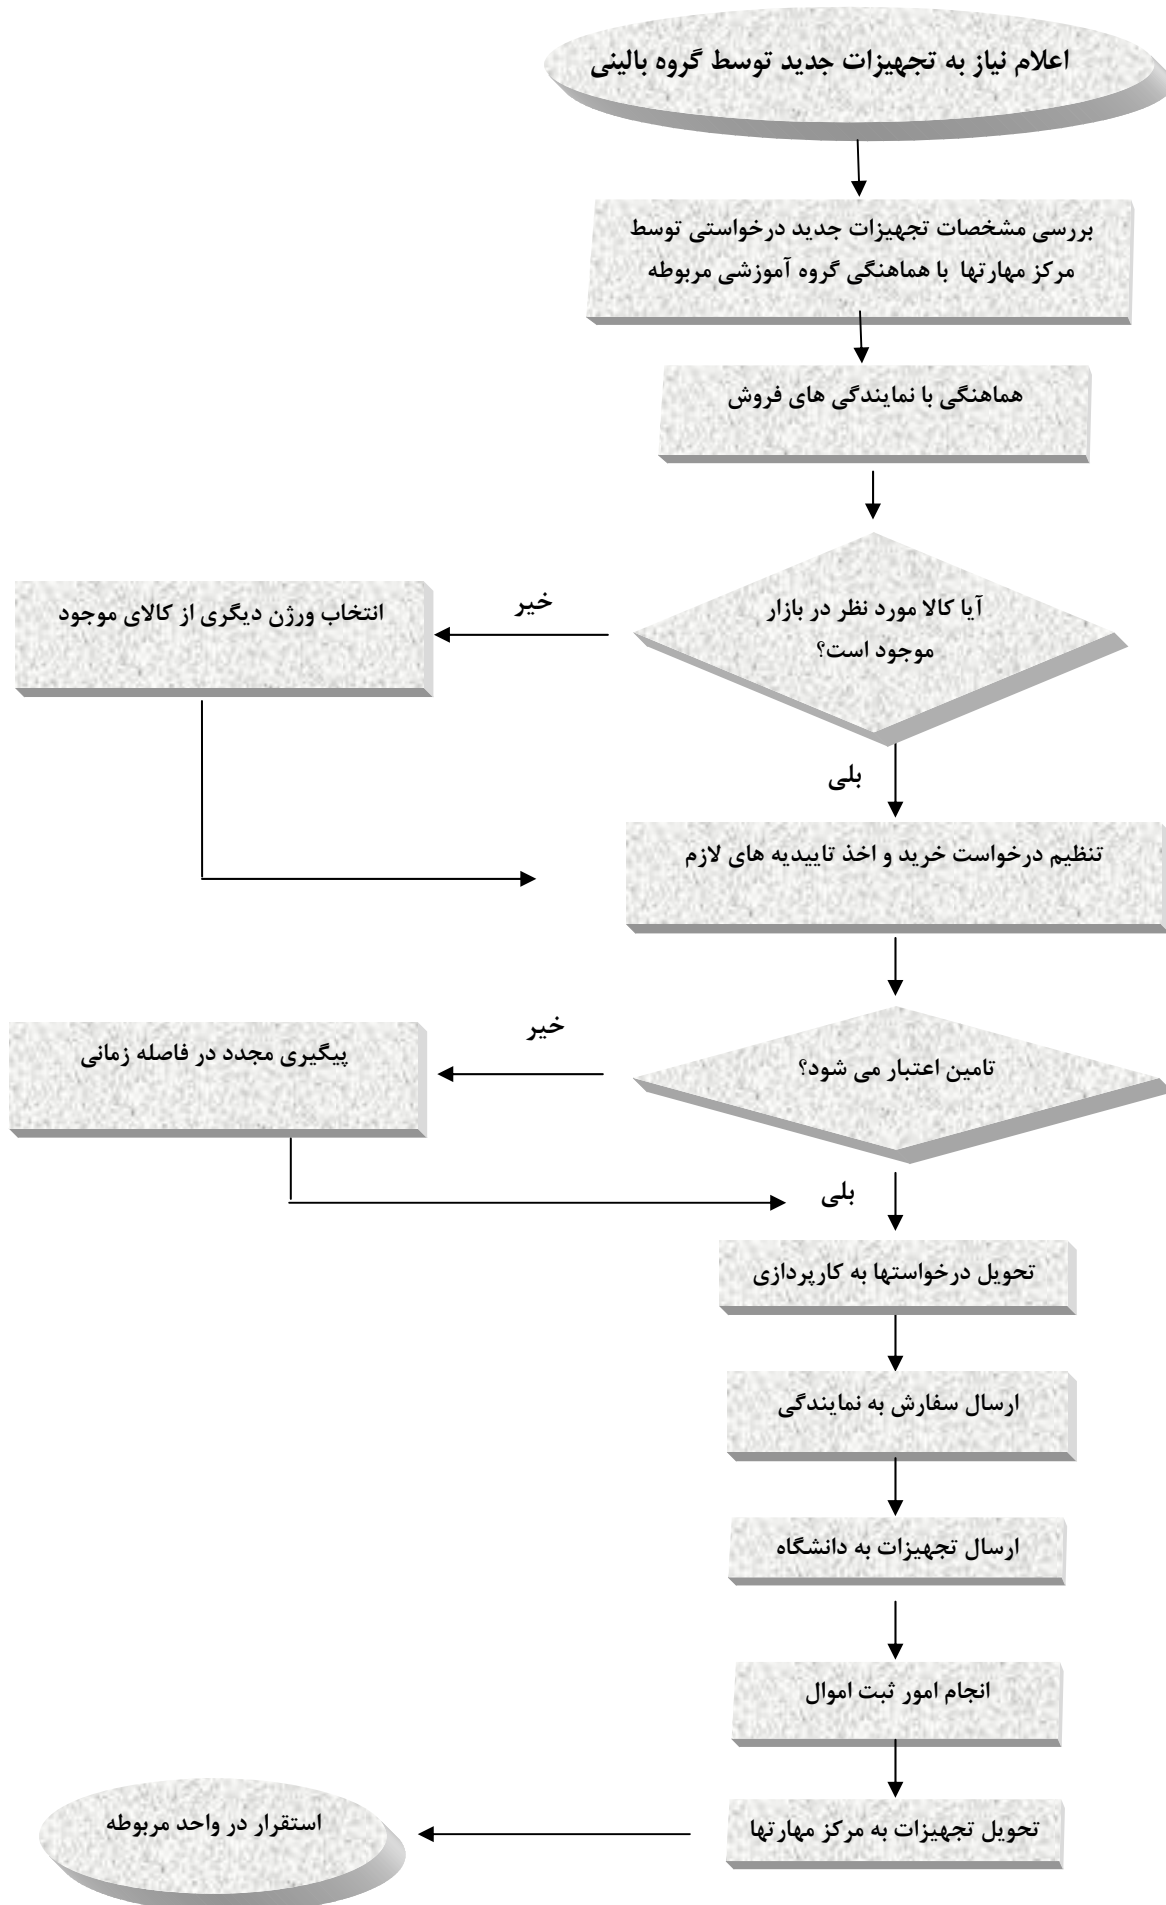 اعلام نیاز به تجهیزات جدید توسط گروه بالینی
بررسی مشخصات تجهیزات جدید درخواستی توسط
مرکز مهارتها با هماهنگی گروه آموزشی مربوطه
هماهنگی با نمایندگی های فروش
آیا کالا مورد نظر در بازار
موجود است؟
خیر
انتخاب ورژن دیگری از کالای موجود
بلی
تنظیم درخواست خرید و اخذ تاییدیه های لازم
تامین اعتبار می شود؟
خیر
پیگیری مجدد در فاصله زمانی
بلی
تحویل درخواستها به کارپردازی
ارسال سفارش به نمایندگی
ارسال تجهیزات به دانشگاه
انجام امور ثبت اموال
تحویل تجهیزات به مرکز مهارتها
استقرار در واحد مربوطه